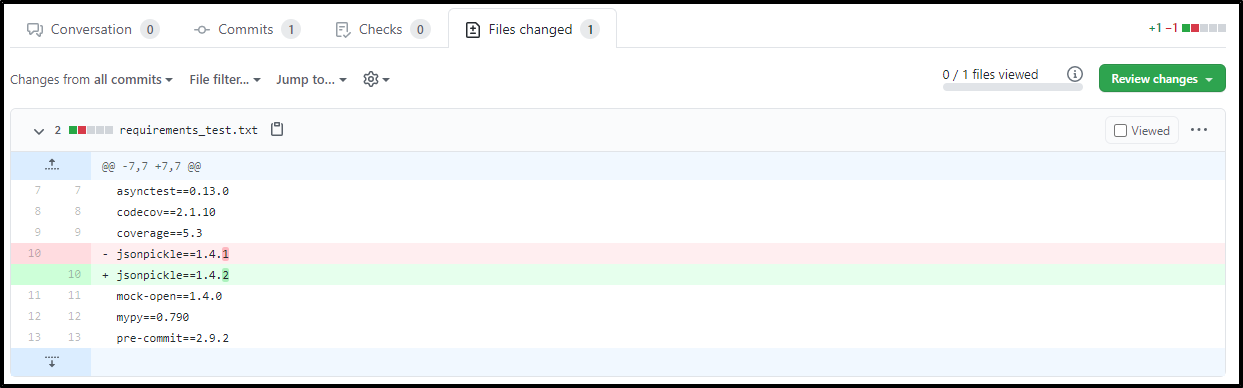 Conversation 0 Commits 1 Checks 0 Files changed 1 +1 −1
Changes from all commits File filter... Jump to... 0 / 1 files viewed Review changes
2 requirements_test.txt Viewed
@@ -7,7 +7,7 @@
7 7 asynctest==0.13.0
8 8 codecov==2.1.10
9 9 coverage==5.3
10 - jsonpickle==1.4.1
10 + jsonpickle==1.4.2
11 11 mock-open==1.4.0
12 12 mypy==0.790
13 13 pre-commit==2.9.2